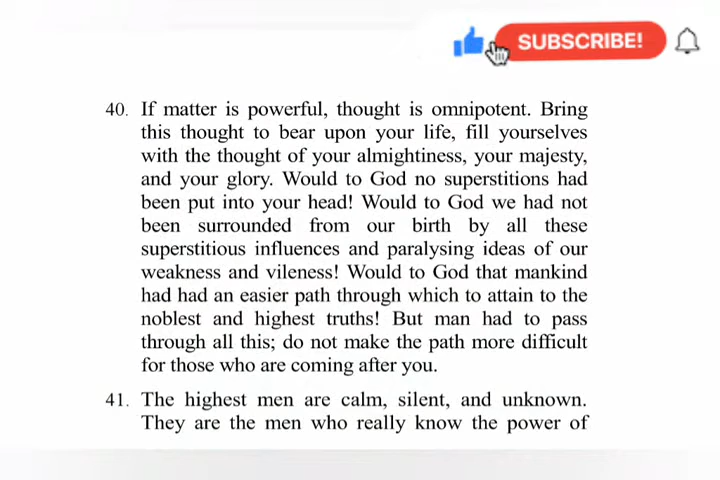 SUBSCRIBE!
40. If matter is powerful, thought is omnipotent. Bring
this thought to bear upon your life, fill yourselves
with the thought of your almightiness, your majesty,
and your glory. Would to God no superstitions had
been put into your head! Would to God we had not
been surrounded from our birth by all these
superstitious influences and paralysing ideas of our
weakness and vileness! Would to God that mankind
had had an easier path through which to attain to the
noblest and highest truths! But man had to pass
through all this; do not make the path more difficult
for those who are coming after you.
41. The highest men are calm, silent, and unknown.
They are the men who really know the power of